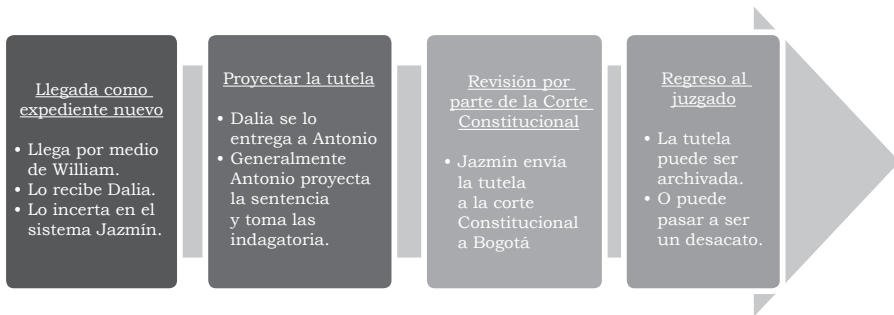 Llegada como
expediente nuevo
• Llega por medio
de William.
• Lo recibe Dalia.
• Lo incerta en el
sistema Jazmín.
Proyectar la tutela
• Dalia se lo
entrega a Antonio
• Generalmente
Antonio proyecta
la sentencia
y toma las
indagatoria.
Revisión por
parte de la Corte
Constitucional
• Jazmín envía
la tutela
a la corte
Constitucional
a Bogotá
Regreso al
juzgado
• La tutela
puede ser
archivada.
• O puede
pasar a ser
un desacato.